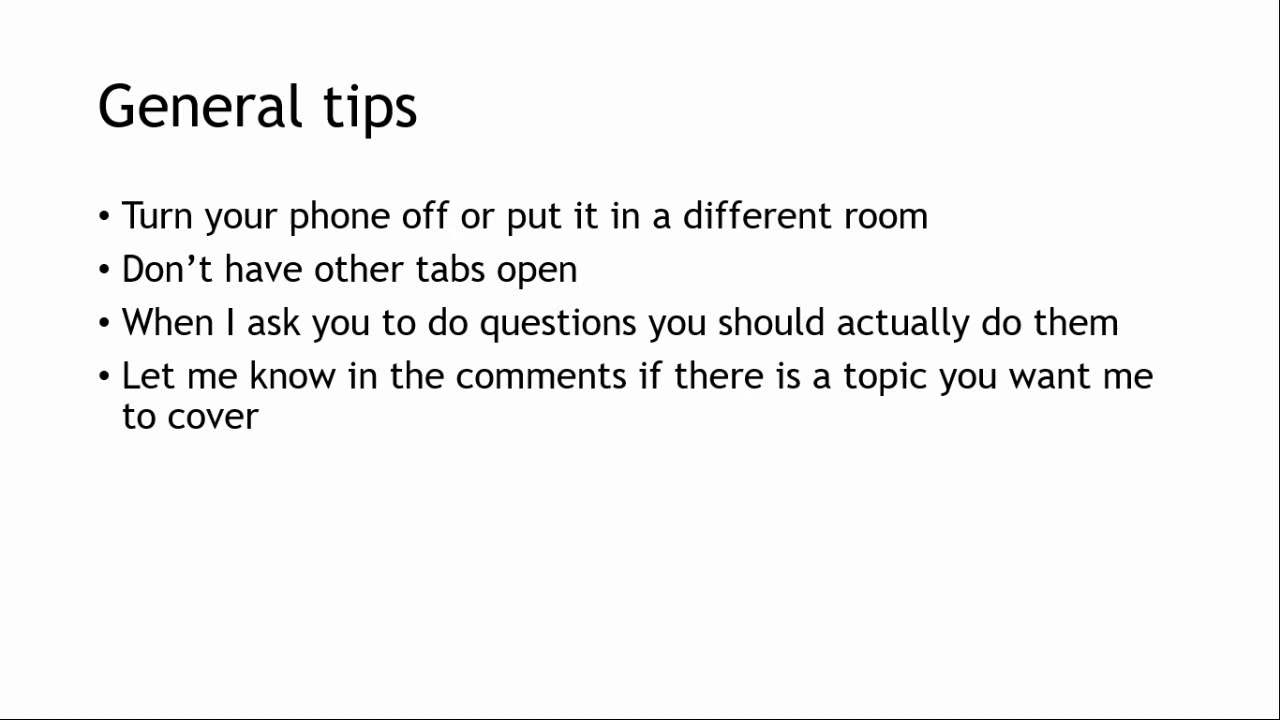 General tips
• Turn your phone off or put it in a different room
• Don’t have other tabs open
• When I ask you to do questions you should actually do them
• Let me know in the comments if there is a topic you want me
to cover